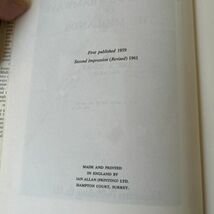 First published 1959
Second Impression (Revised) 1961
MADE AND PRINTED
IN ENGLAND BY
IAN ALLAN (PRINTING) LTD.
HAMPTON COURT, SURREY.